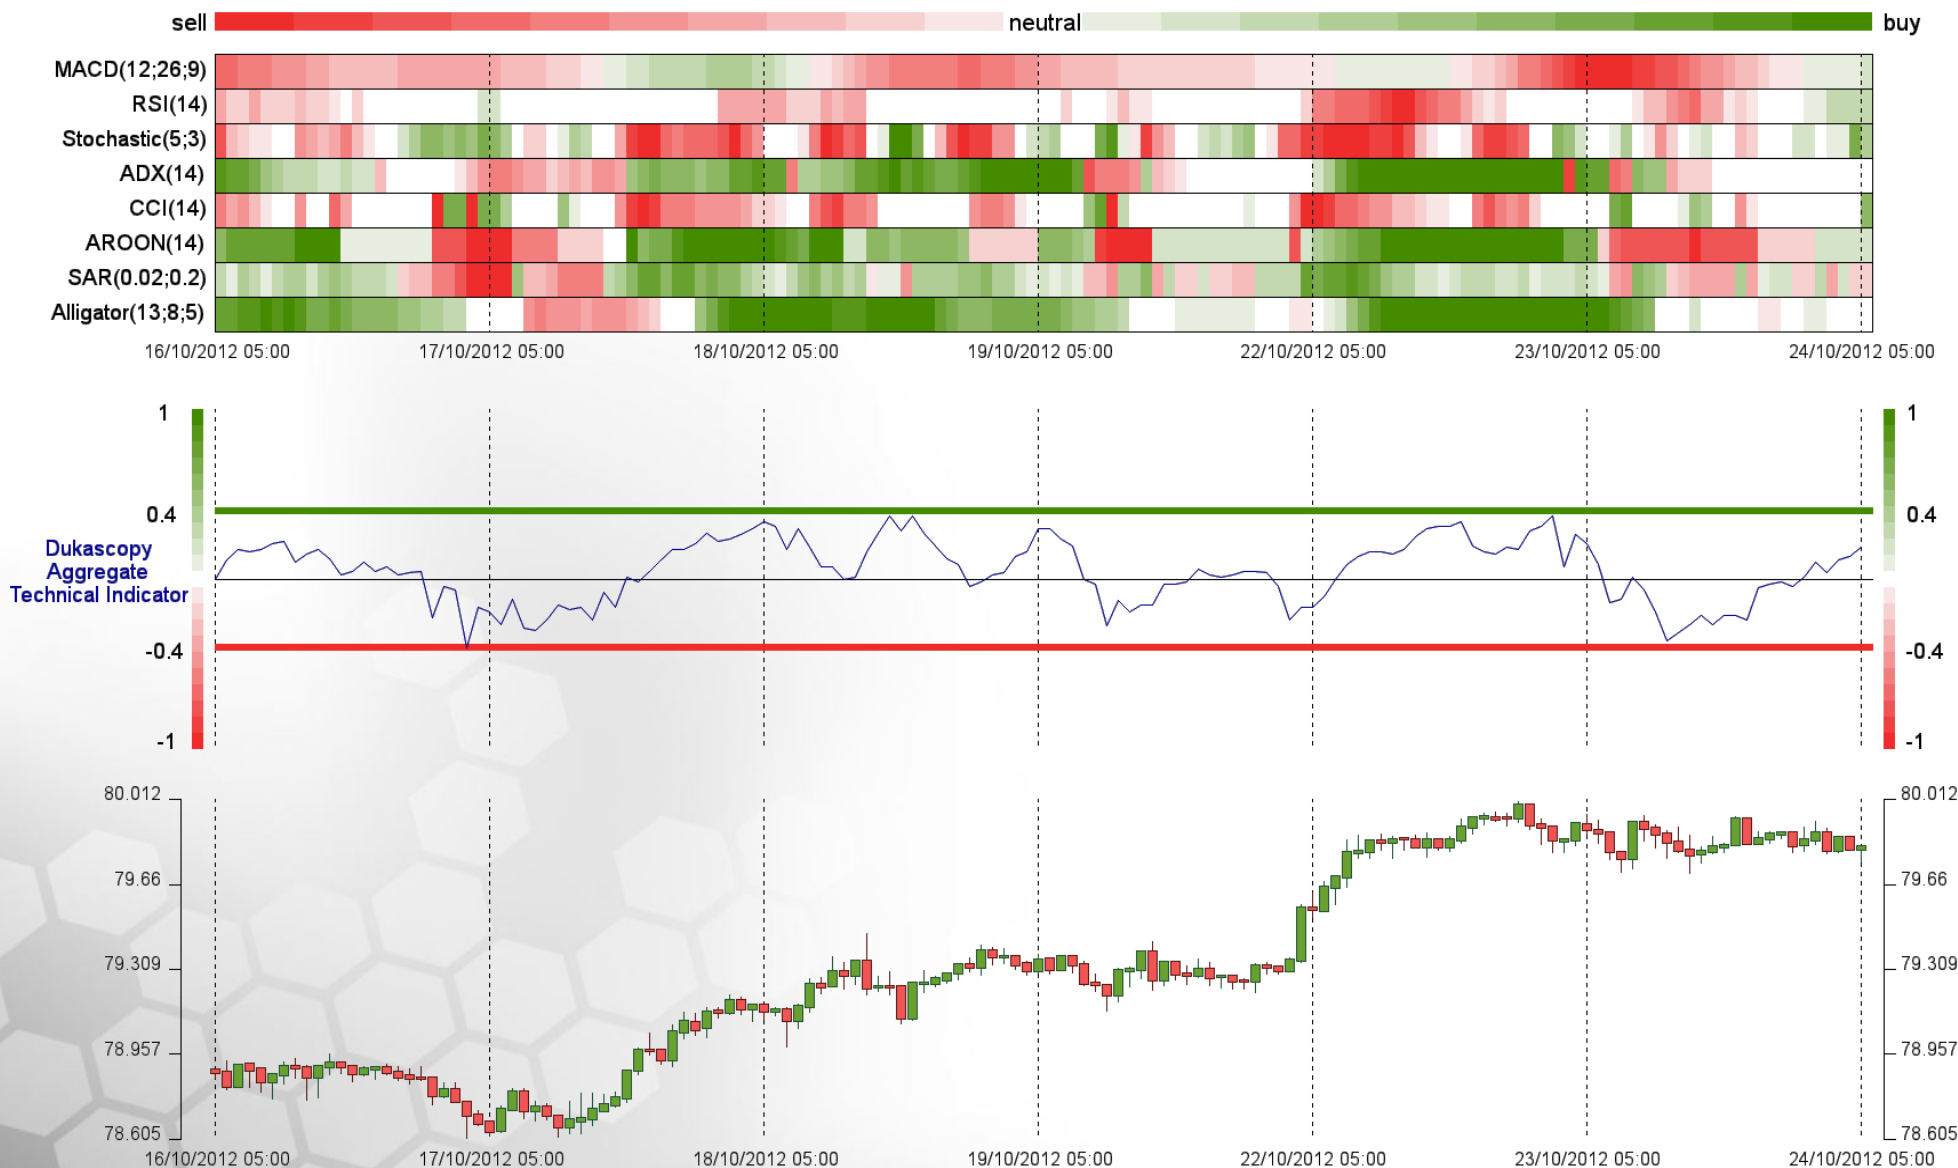 sell neutral buy
MACD(12;26;9)
RSI(14)
Stochastic(5;3)
ADX(14)
CCI(14)
AROON(14)
SAR(0.02;0.2)
Alligator(13;8;5)
16/10/2012 05:00 17/10/2012 05:00 18/10/2012 05:00 19/10/2012 05:00 22/10/2012 05:00 23/10/2012 05:00 24/10/2012 05:00
1 1
0.4 0.4
Dukascopy
Aggregate
Technical Indicator
-0.4 -0.4
-1 -1
80.012 80.012
79.66 79.66
79.309 79.309
78.957 78.957
78.605 78.605
16/10/2012 05:00 17/10/2012 05:00 18/10/2012 05:00 19/10/2012 05:00 22/10/2012 05:00 23/10/2012 05:00 24/10/2012 05:00